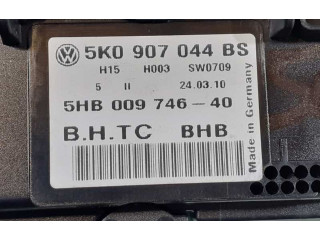 5K0 907 044 BS
H15 H003 SW0709
5 II 24.03.10
5HB 009 746-40
B.H.TC BHB
Made in Germany